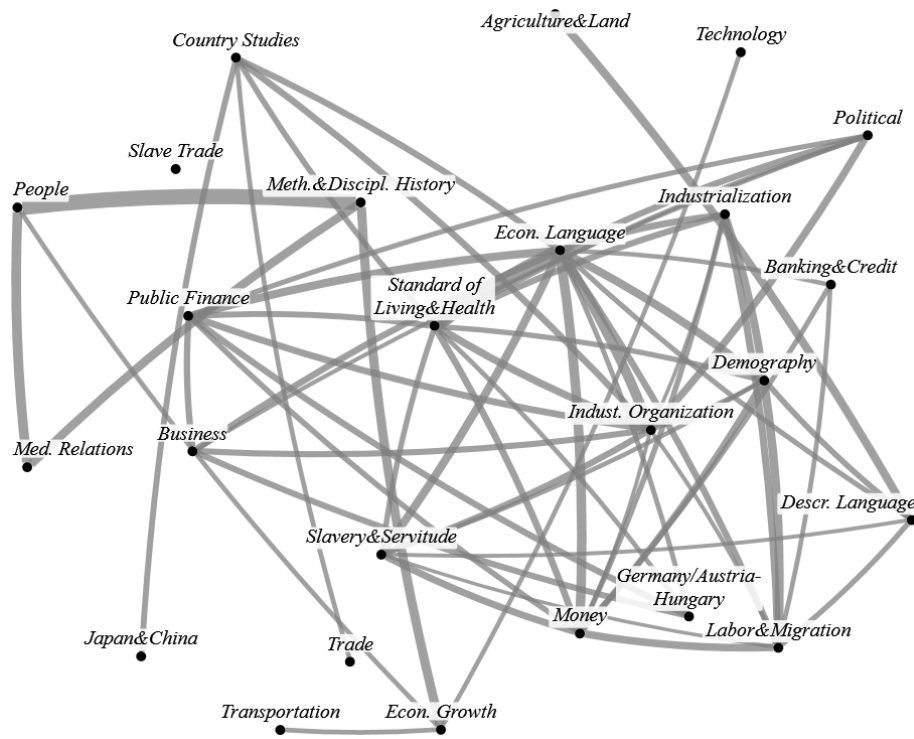 Agriculture&Land
Technology
Country Studies
Political
Slave Trade
People
Meth.&Discipl. History
Industrialization
Econ. Language
Banking&Credit
Standard of
Living&Health
Public Finance
Demography
Indust. Organization
Business
Med. Relations
Descr. Language
Slavery&Servitude
Germany/Austria-
Hungary
Money
Labor&Migration
Japan&China
Trade
Transportation
Econ. Growth